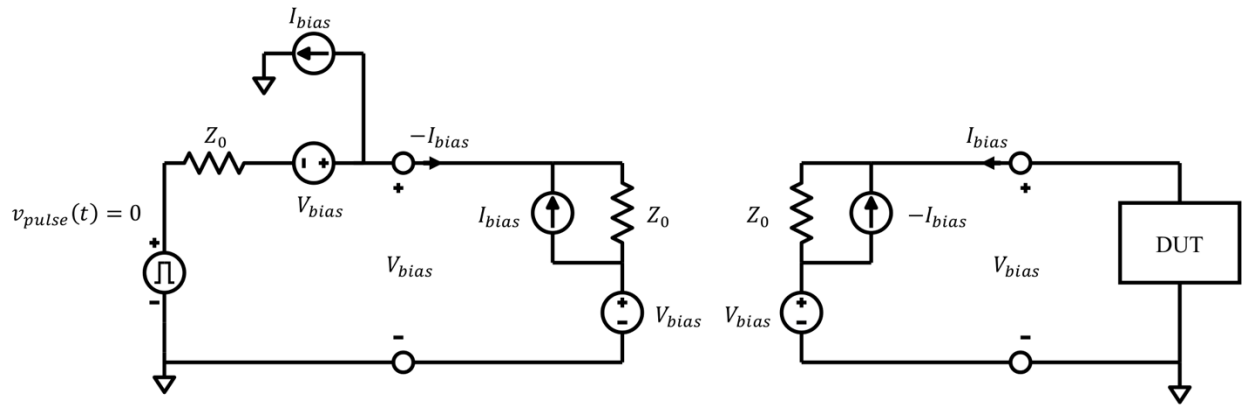 I_bias
Z_0
V_bias
-I_bias
v_pulse(t) = 0
+
-
+
-
V_bias
I_bias
Z_0
V_bias
I_bias
Z_0
-I_bias
V_bias
V_bias
+
-
DUT